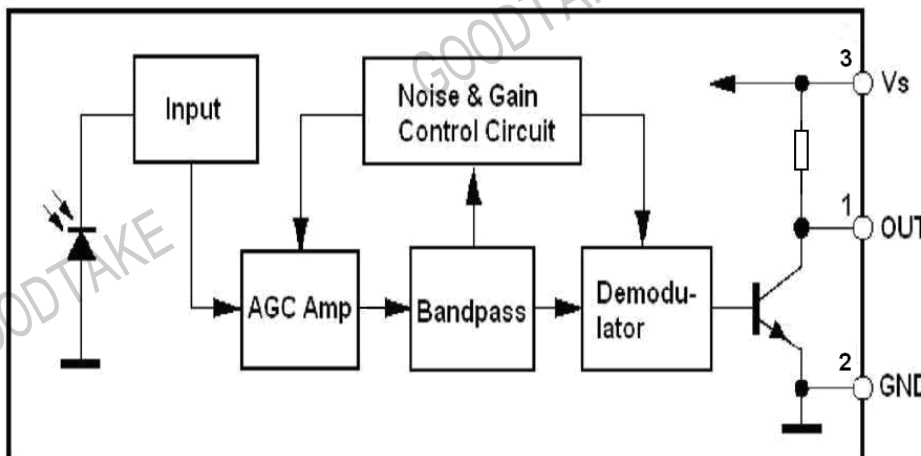 GOODTAKE
3
Vs
Input
Noise & Gain
Control Circuit
1
OUT
GOODTAKE
AGC Amp
Bandpass
Demodu-
lator
2
GND